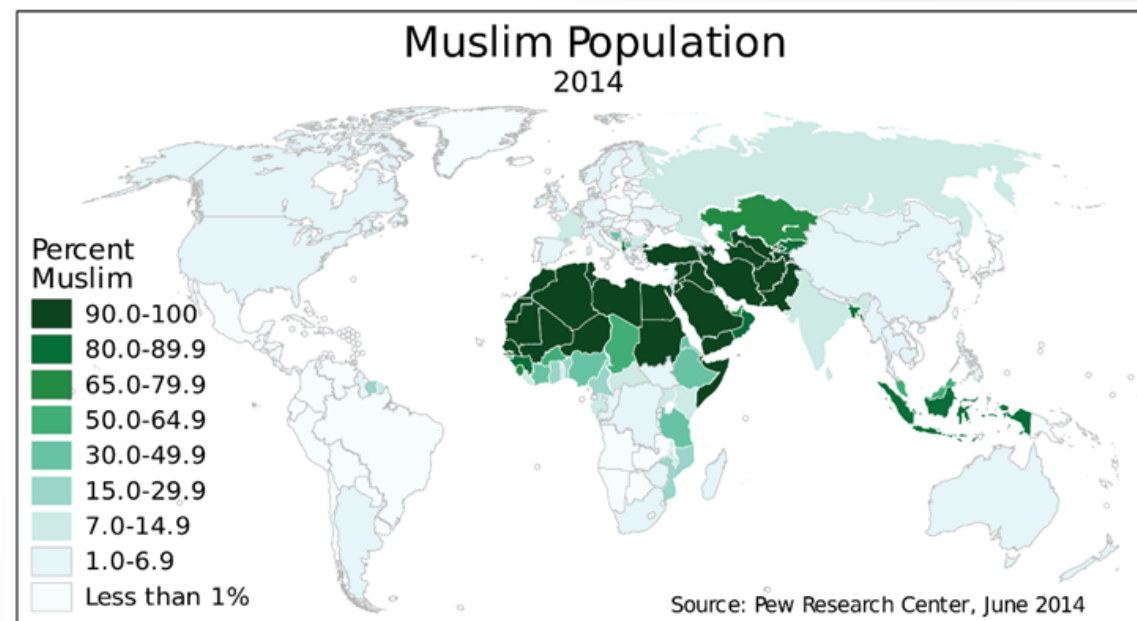 Muslim Population
2014
Percent
Muslim
90.0-100
80.0-89.9
65.0-79.9
50.0-64.9
30.0-49.9
15.0-29.9
7.0-14.9
1.0-6.9
Less than 1%
Source: Pew Research Center, June 2014